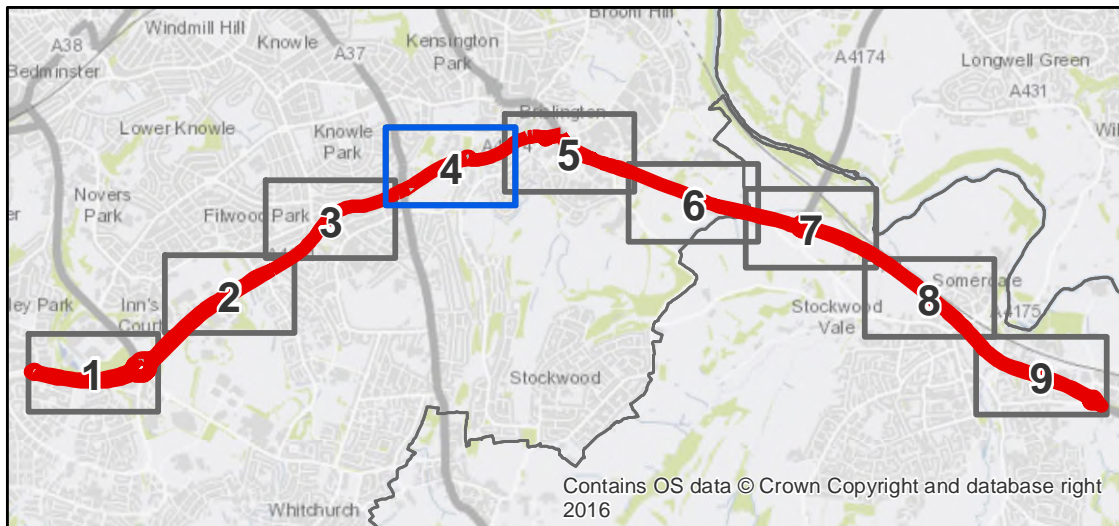 Broom Hill
Windmill Hill
A38
Knowle
A37
Kensington
Park
A4174
Longwell Green
Bedminster
A431
Brislington
Lower Knowle
Knowle
Park
4
5
Novers
Park
Filwood Park
3
6
7
2
Inn's
Court
Somerdale
8
A4175
Stockwood
Vale
1
Stockwood
9
Whitchurch
Contains OS data © Crown Copyright and database right
2016